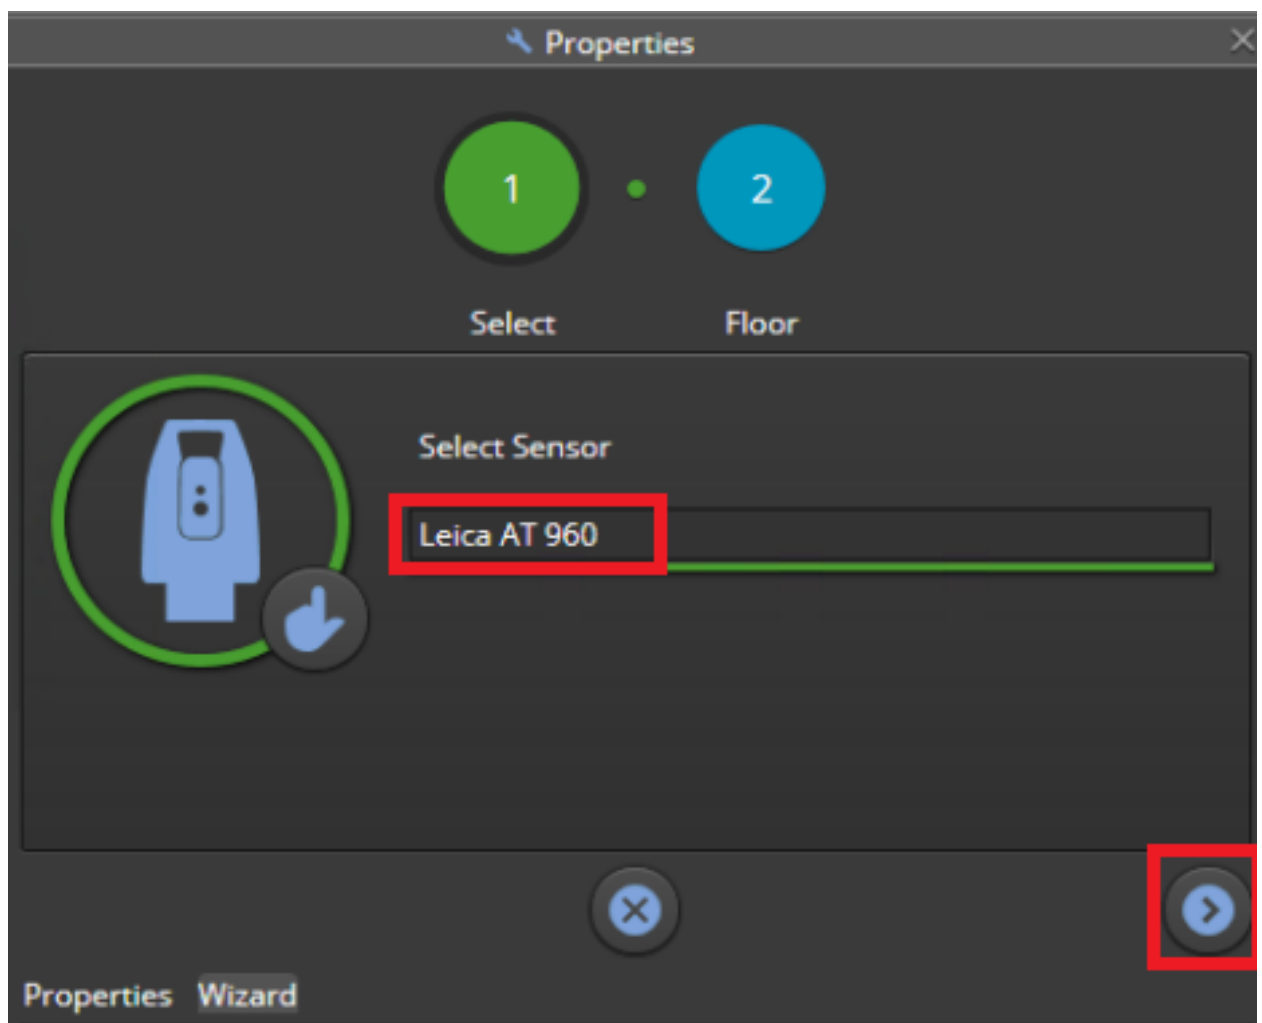 Properties
1 2
Select Floor
Select Sensor
Leica AT 960
Properties Wizard